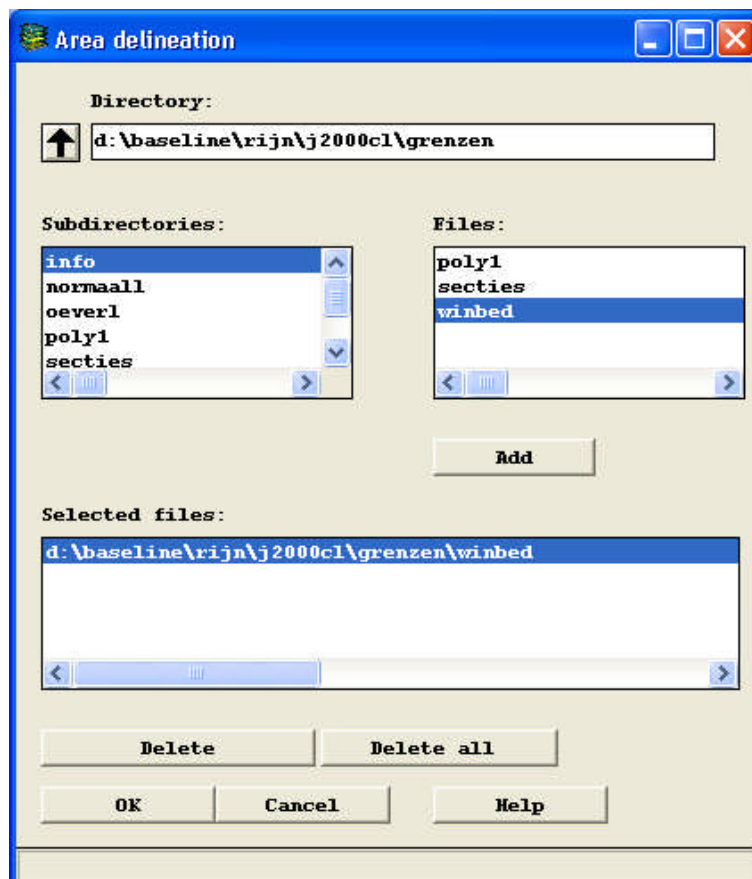 Area delineation
Directory:
d:\baseline\rijn\j2000cl\grenzen
Subdirectories:
info
normaall
oeverl
poly1
secties
Files:
poly1
secties
winbed
Add
Selected files:
d:\baseline\rijn\j2000cl\grenzen\winbed
Delete
Delete all
OK
Cancel
Help